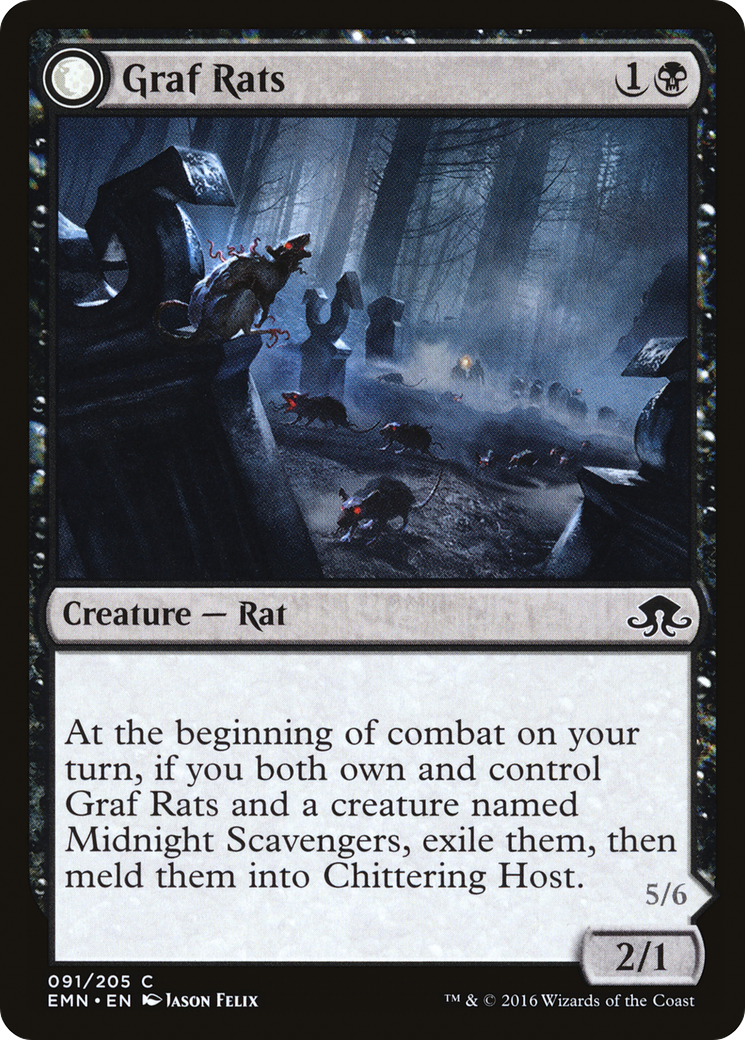 Graf Rats
1
Creature — Rat
At the beginning of combat on your
turn, if you both own and control
Graf Rats and a creature named
Midnight Scavengers, exile them, then
meld them into Chittering Host.
5/6
2/1
091/205 C
EMN • EN Jason Felix
™ & © 2016 Wizards of the Coast